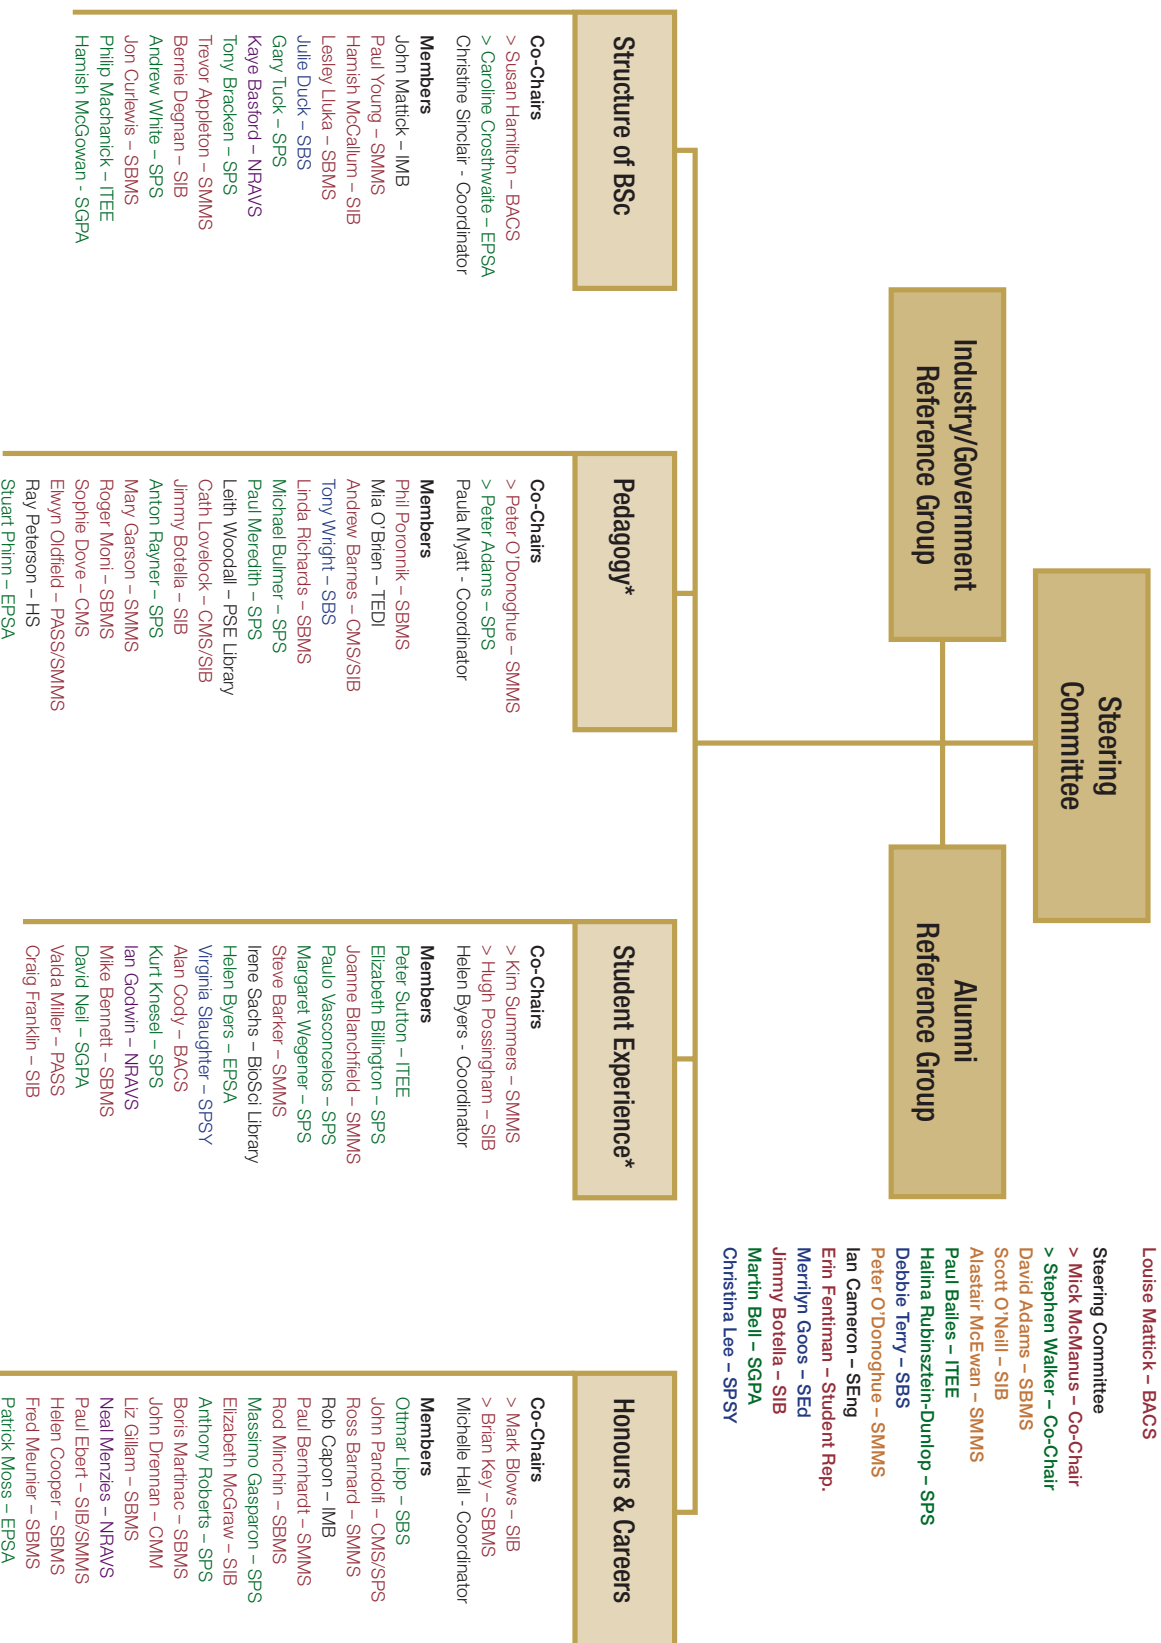 Louise Mattick – BACS
Steering Committee
> Mick McManus – Co-Chair
> Stephen Walker – Co-Chair
David Adams – SBMS
Scott O'Neill – SIB
Alastair McEwan – SMMS
Paul Bailes – ITEE
Halina Rubinsztein-Dunlop – SPS
Debbie Terry – SBS
Peter O'Donoghue – SMMS
Ian Cameron – SEng
Erin Fentiman – Student Rep.
Merrilyn Goos – SEd
Jimmy Botella – SIB
Martin Bell – SGPA
Christina Lee – SPSY
Steering
Committee
Industry/Government
Reference Group
Alumni
Reference Group
Structure of BSc
Co-Chairs
> Susan Hamilton – BACS
> Caroline Crosthwaite – EPSA
Christine Sinclair - Coordinator
Members
John Mattick – IMB
Paul Young – SMMS
Hamish McCallum – SIB
Lesley Lluka – SBMS
Julie Duck – SBS
Gary Tuck – SPS
Kaye Basford – NRAVS
Tony Bracken – SPS
Trevor Appleton – SMMS
Bernie Degnan – SIB
Andrew White – SPS
Jon Curlewis – SBMS
Philip Machanick – ITEE
Hamish McGowan - SGPA
Pedagogy*
Co-Chairs
> Peter O'Donoghue – SMMS
> Peter Adams – SPS
Paula Myatt - Coordinator
Members
Phil Poronnik – SBMS
Mia O'Brien – TEDI
Andrew Barnes – CMS/SIB
Tony Wright – SBS
Linda Richards – SBMS
Michael Bulmer – SPS
Paul Meredith – SPS
Leith Woodall – PSE Library
Cath Lovelock – CMS/SIB
Jimmy Botella – SIB
Anton Rayner – SPS
Mary Garson – SMMS
Roger Moni – SBMS
Sophie Dove – CMS
Elwyn Oldfield – PASS/SMMS
Ray Peterson – HS
Stuart Phinn – EPSA
Student Experience*
Co-Chairs
> Kim Summers – SMMS
> Hugh Possingham – SIB
Helen Byers - Coordinator
Members
Peter Sutton – ITEE
Elizabeth Billington – SPS
Joanne Blanchfield – SMMS
Paulo Vasconcelos – SPS
Margaret Wegener – SPS
Steve Barker – SMMS
Irene Sachs – BioSci Library
Helen Byers – EPSA
Virginia Slaughter – SPSY
Alan Cody – BACS
Kurt Knesel – SPS
Ian Godwin – NRAVS
Mike Bennett – SBMS
David Neil – SGPA
Valda Miller – PASS
Craig Franklin – SIB
Honours & Careers
Co-Chairs
> Mark Blows – SIB
> Brian Key – SBMS
Michelle Hall - Coordinator
Members
Ottmar Lipp – SBS
John Pandolfi – CMS/SPS
Ross Barnard – SMMS
Rob Capon – IMB
Paul Bernhardt – SMMS
Rod Minchin – SBMS
Massimo Gasparon – SPS
Elizabeth McGraw – SIB
Anthony Roberts – SPS
Boris Martinac – SBMS
John Drennan – CMM
Liz Gillam – SBMS
Neal Menzies – NRAVS
Paul Ebert – SIB/SMMS
Helen Cooper – SBMS
Fred Meunier – SBMS
Patrick Moss – EPSA